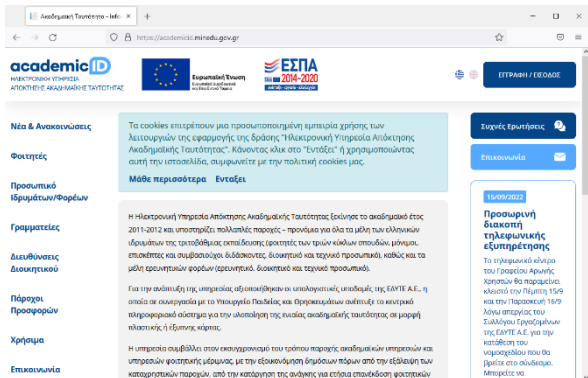 Ακαδημαϊκή Ταυτότητα - Info
https://academicid.minedu.gov.gr
academicID
ΗΛΕΚΤΡΟΝΙΚΗ ΥΠΗΡΕΣΙΑ
ΑΠΟΚΤΗΣΗΣ ΑΚΑΔΗΜΑΪΚΗΣ ΤΑΥΤΟΤΗΤΑΣ
Ευρωπαϊκή Ένωση
ΕΣΠΑ
2014-2020
ΕΓΓΡΑΦΗ / ΕΙΣΟΔΟΣ
Νέα & Ανακοινώσεις
Φοιτητές
Προσωπικό
Ιδρυμάτων/Φορέων
Γραμματείες
Διευθύνσεις
Διοικητικού
Πάροχοι
Προσφορών
Χρήσιμα
Επικοινωνία
Τα cookies επιτρέπουν μια προσωποποιημένη εμπειρία χρήσης των
λειτουργιών της εφαρμογής της δράσης "Ηλεκτρονική Υπηρεσία Απόκτησης
Ακαδημαϊκής Ταυτότητας". Κάνοντας κλικ στο "Εντάξει" ή χρησιμοποιώντας
αυτή την ιστοσελίδα, συμφωνείτε με την πολιτική cookies μας.
Μάθε περισσότερα Ενταξει
Η Ηλεκτρονική Υπηρεσία Απόκτησης Ακαδημαϊκής Ταυτότητας ξεκίνησε το ακαδημαϊκό έτος
2011-2012 και υποστηρίζει πολλαπλές παροχές – προνόμια για όλα τα μέλη των ελληνικών
ιδρυμάτων της τριτοβάθμιας εκπαίδευσης (φοιτητές των τριών κύκλων σπουδών, μόνιμοι,
επισκέπτες και συμβασιούχοι διδάσκοντες, διοικητικό και τεχνικό προσωπικό), καθώς και τα
μέλη ερευνητικών φορέων (ερευνητικό, διοικητικό και τεχνικό προσωπικό).
Για την ανάπτυξη της υπηρεσίας αξιοποιήθηκαν οι υπολογιστικές υποδομές της ΕΔΥΤΕ Α.Ε., η
οποία σε συνεργασία με το Υπουργείο Παιδείας και Θρησκευμάτων ανέπτυξε το κεντρικό
πληροφοριακό σύστημα για την υλοποίηση της ενιαίας ακαδημαϊκής ταυτότητας σε μορφή
πλαστικής ή έξυπνης κάρτας.
Η υπηρεσία συμβάλλει στον εκσυγχρονισμό του τρόπου παροχής ακαδημαϊκών υπηρεσιών και
υπηρεσιών φοιτητικής μέριμνας, με την εξοικονόμηση δημόσιων πόρων από την εξάλειψη των
καταχρηστικών παροχών, από την κατάργηση της ανάγκης για ετήσια επανέκδοση φοιτητικών
Συχνές Ερωτήσεις
Επικοινωνία
15/09/2022
Προσωρινή
διακοπή
τηλεφωνικής
εξυπηρέτησης
Το τηλεφωνικό κέντρο
του Γραφείου Αρωγής
Χρηστών θα παραμείνει
κλειστό την Πέμπτη 15/9
και την Παρασκευή 16/9
λόγω απεργίας του
Συλλόγου Εργαζομένων
της ΕΔΥΤΕ Α.Ε. για την
κατάθεση του
νομοσχεδίου που θα
βρείτε στο σύνδεσμο.
Μπορείτε να